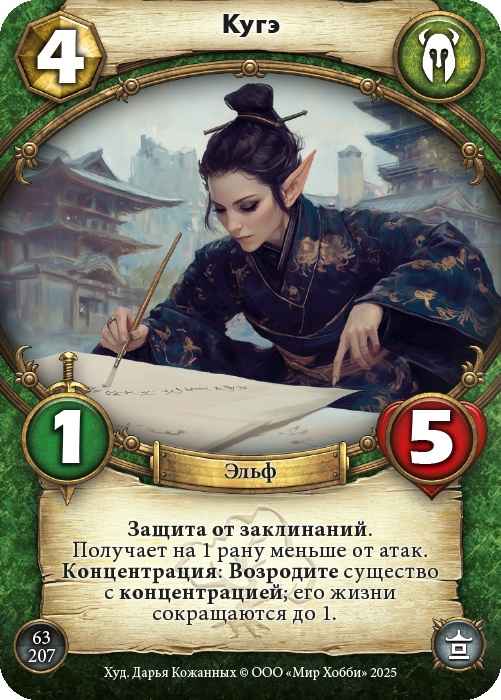 4
Кугэ
1
5
Эльф
Защита от заклинаний.
Получает на 1 рану меньше от атак.
Концентрация: Возродите существо
с концентрацией; его жизни
сокращаются до 1.
63
207
Худ. Дарья Кожанных © ООО «Мир Хобби» 2025